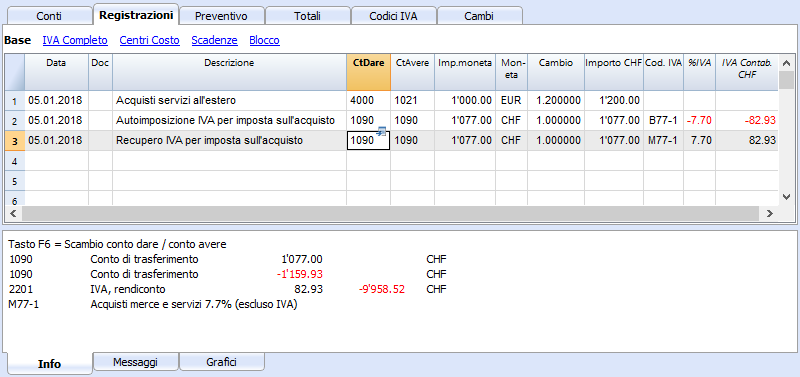 Conti Registrazioni Preventivo Totali Codici IVA Cambi
Base IVA Completo Centri Costo Scadenze Blocco
Data Doc Descrizione CtDare CtAvere Imp.moneta Mon-eta Cambio Importo CHF Cod. IVA %IVA IVA Contab. CHF
1 05.01.2018 Acquisti servizi all'estero 4000 1021 1'000.00 EUR 1.200000 1'200.00
2 05.01.2018 Autoimposizione IVA per imposta sull'acquisto 1090 1090 1'077.00 CHF 1.000000 1'077.00 B77-1 -7.70 -82.93
3 05.01.2018 Recupero IVA per imposta sull'acquisto 1090 1090 1'077.00 CHF 1.000000 1'077.00 M77-1 7.70 82.93
4
5
6
Tasto F6 = Scambio conto dare / conto avere
1090 Conto di trasferimento 1'077.00 CHF
1090 Conto di trasferimento -1'159.93 CHF
2201 IVA, rendiconto 82.93 -9'958.52 CHF
M77-1 Acquisti merce e servizi 7.7% (escluso IVA)
Info Messaggi Grafici